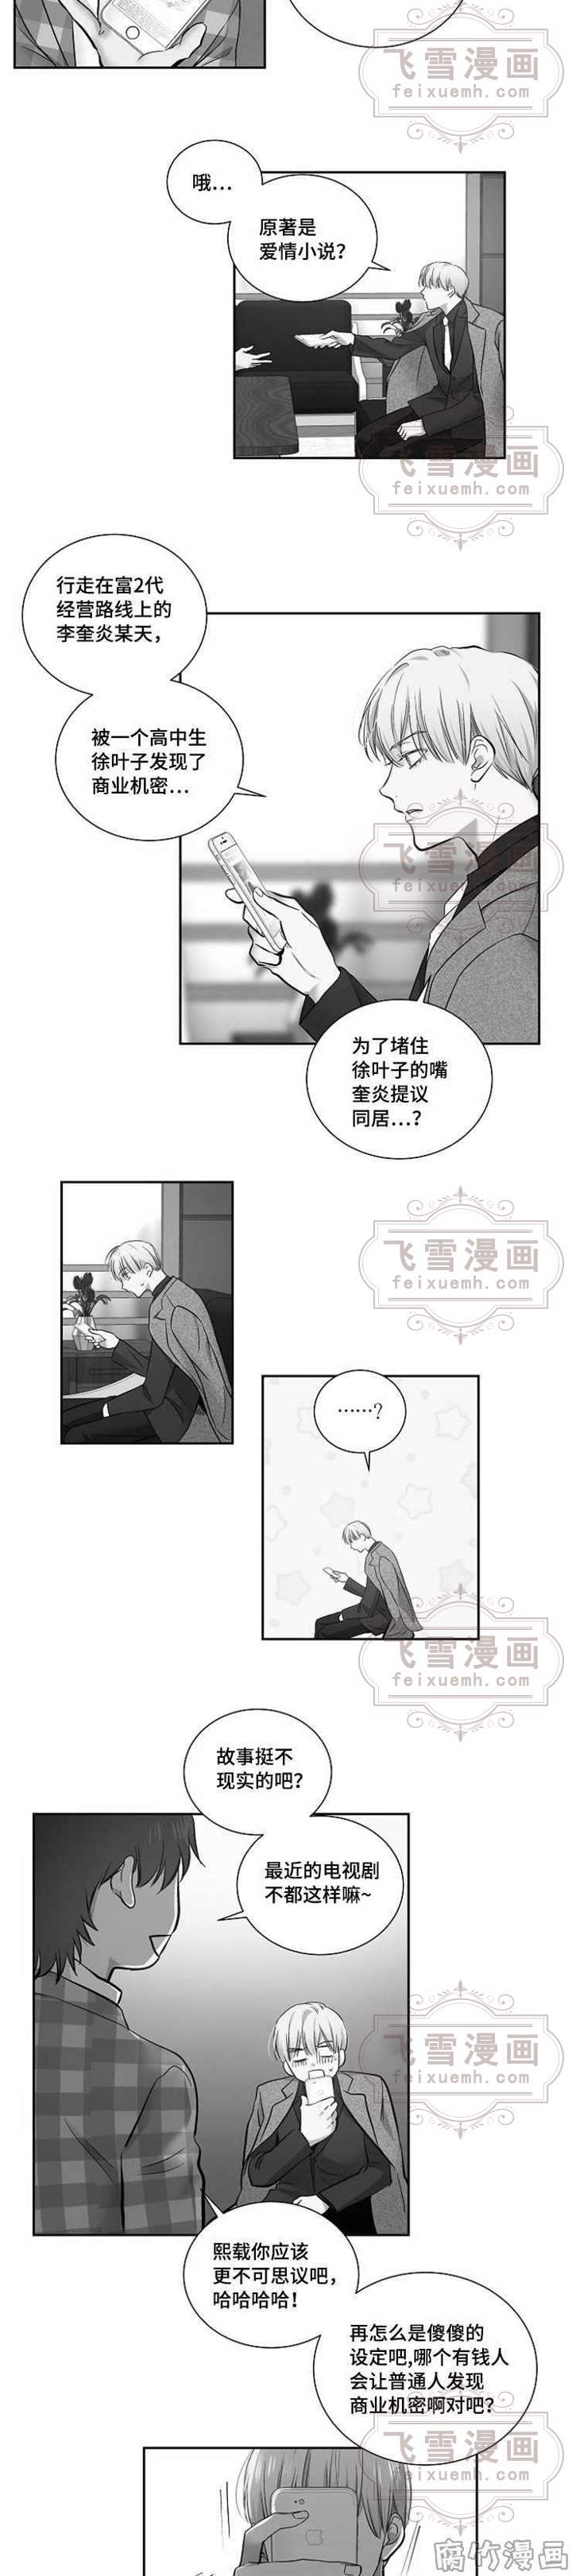 飞雪漫画
feixuemh.com
哦...
原著是
爱情小说？
飞雪漫画
feixuemh.com
行走在富2代
经营路线上的
李奎炎某天，
被一个高中生
徐叶子发现了
商业机密...
飞雪漫画
feixuemh.com
为了堵住
徐叶子的嘴
奎炎提议
同居...？
飞雪漫画
feixuemh.com
……?
飞雪漫画
feixuemh.com
故事挺不
现实的吧？
最近的电视剧
不都这样嘛~
飞雪漫画
feixuemh.com
熙载你应该
更不可思议吧，
哈哈哈哈！
再怎么是傻傻的
设定吧,哪个有钱人
会让普通人发现
商业机密啊对吧？
飞雪漫画
feixuemh.com
腐竹漫画